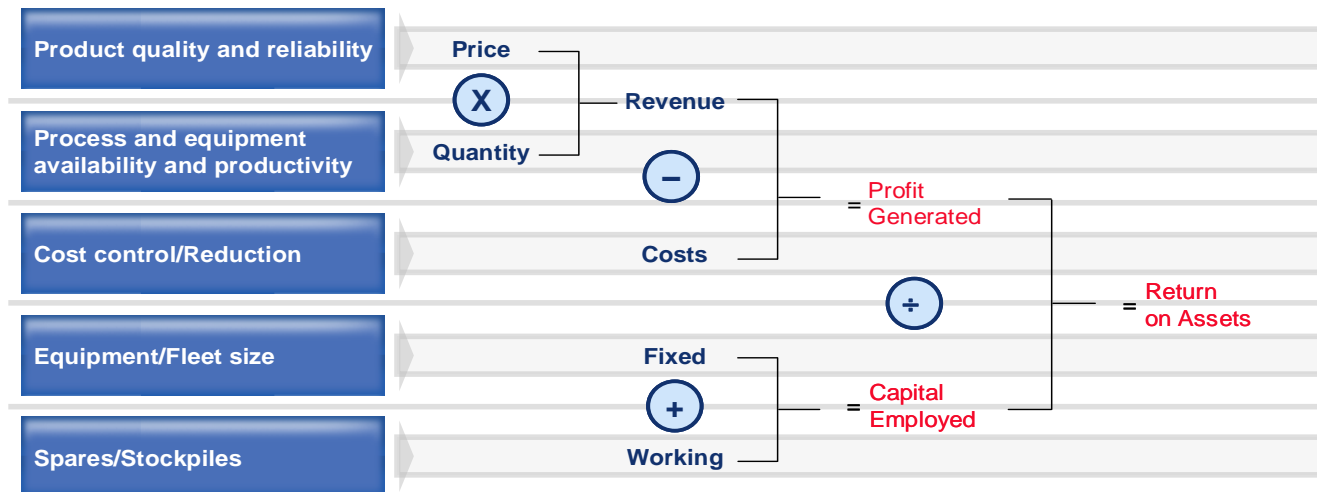 Product quality and reliability
Price
X
Revenue
Process and equipment
availability and productivity
Quantity
–
= Profit
Generated
Cost control/Reduction
Costs
÷
= Return
on Assets
Equipment/Fleet size
Fixed
+
= Capital
Employed
Spares/Stockpiles
Working